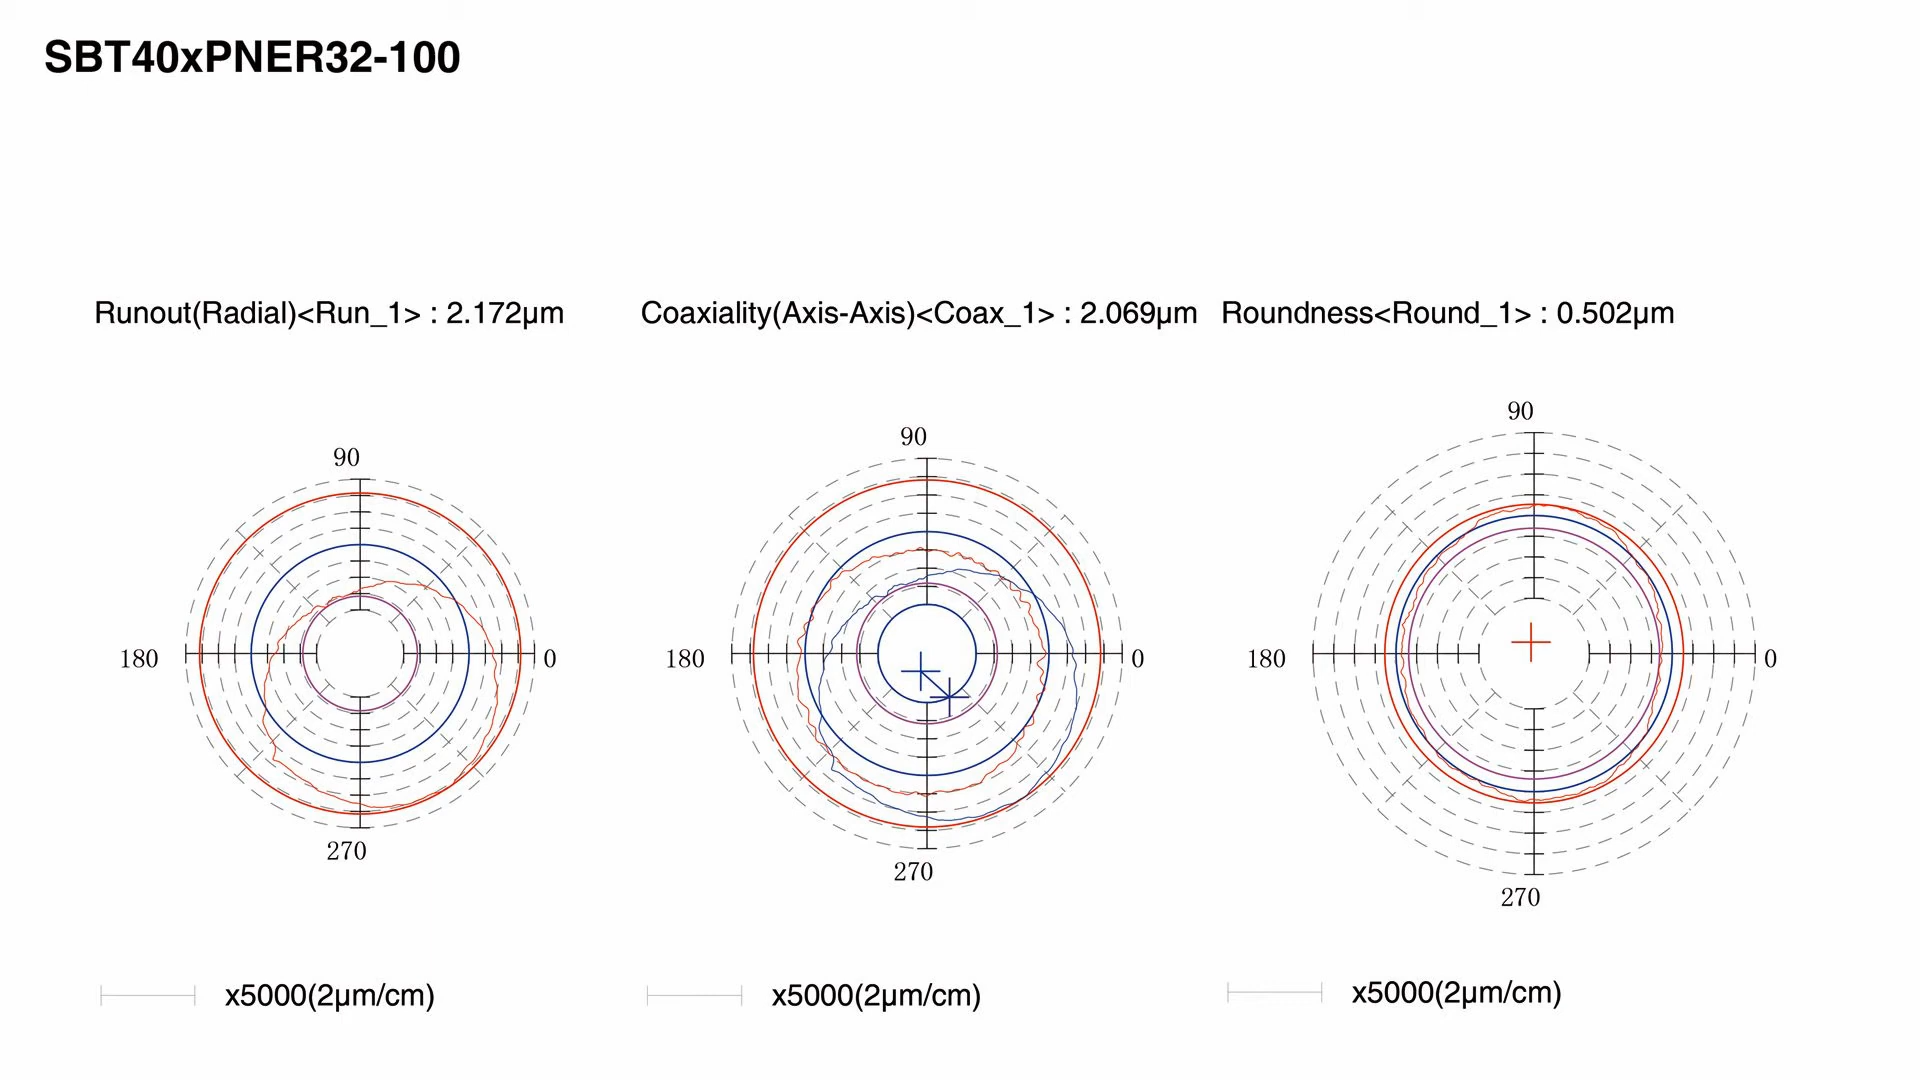 SBT40xPNER32-100
Runout(Radial)<Run_1> : 2.172µm
Coaxiality(Axis-Axis)<Coax_1> : 2.069µm
Roundness<Round_1> : 0.502µm
90
180
0
270
90
180
0
270
90
180
0
270
x5000(2µm/cm)
x5000(2µm/cm)
x5000(2µm/cm)